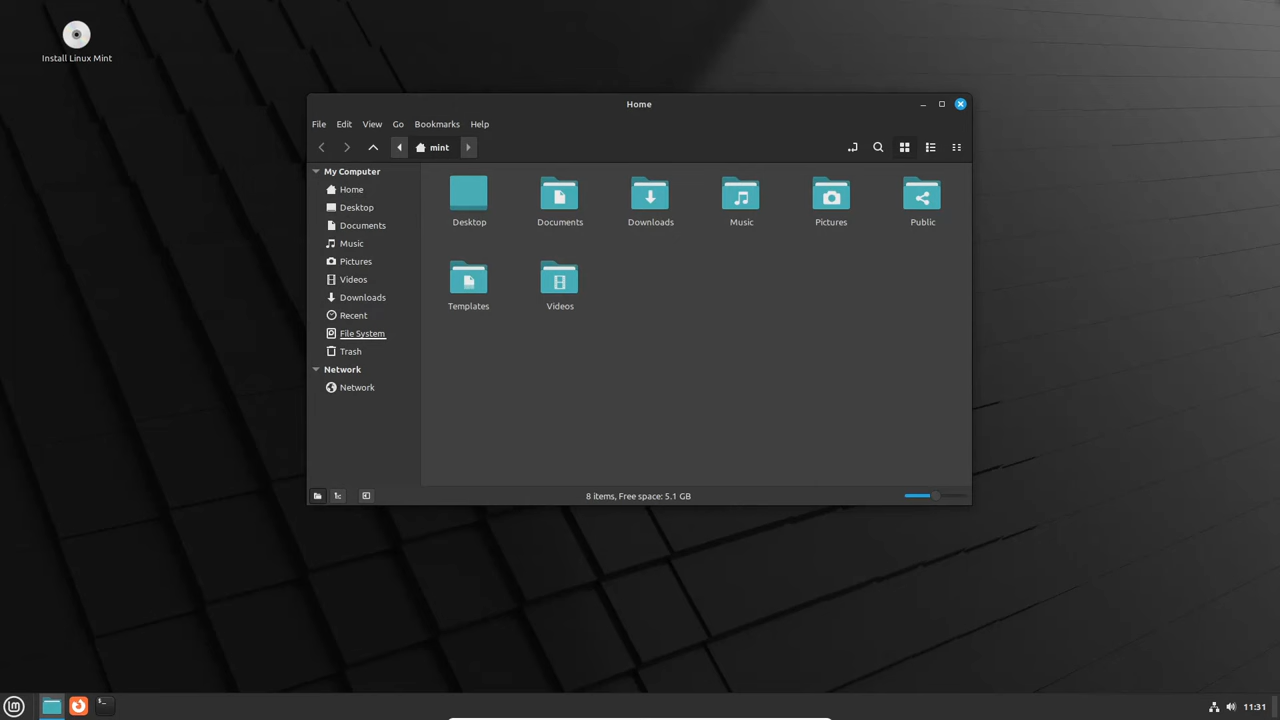 Install Linux Mint
Home
File Edit View Go Bookmarks Help
mint
My Computer
Home
Desktop
Documents
Music
Pictures
Videos
Downloads
Recent
File System
Trash
Network
Network
Desktop Documents Downloads Music Pictures Public
Templates Videos
8 items, Free space: 5.1 GB
11:31